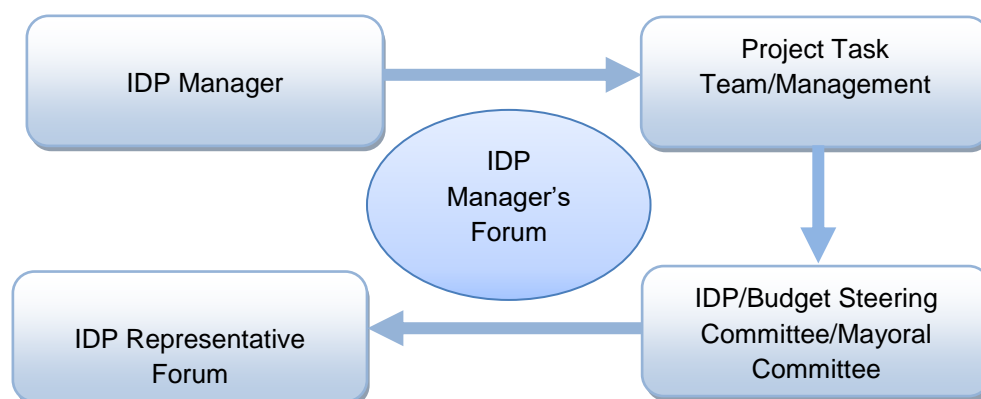 IDP Manager
Project Task
Team/Management
IDP
Manager’s
Forum
IDP Representative
Forum
IDP/Budget Steering
Committee/Mayoral
Committee